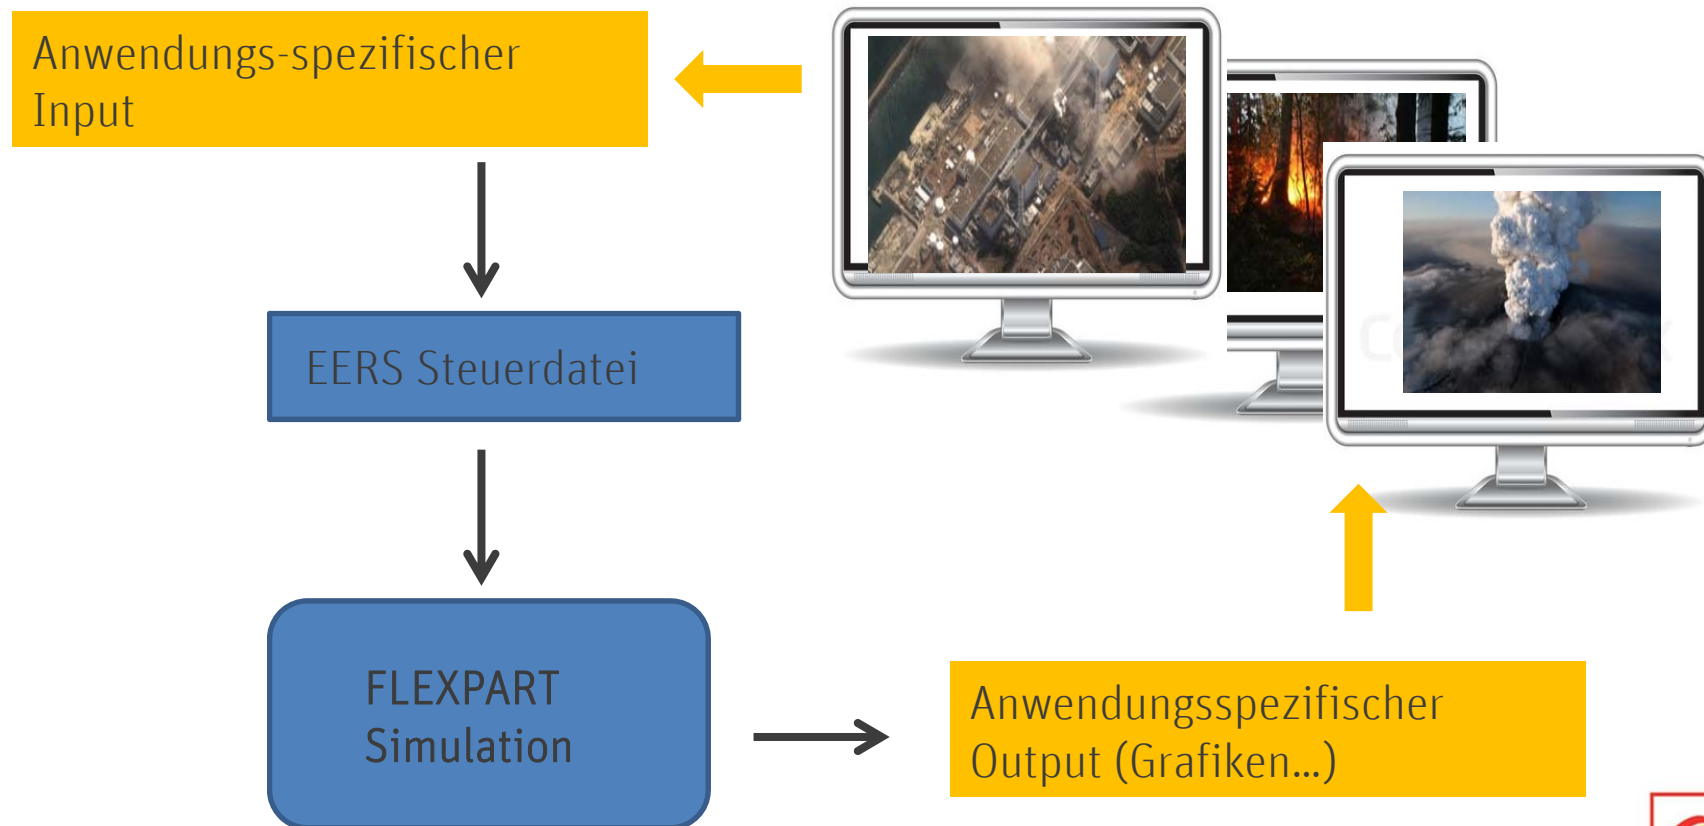 Anwendungs-spezifischer
Input
EERS Steuerdatei
FLEXPART
Simulation
Anwendungsspezifischer
Output (Grafiken...)